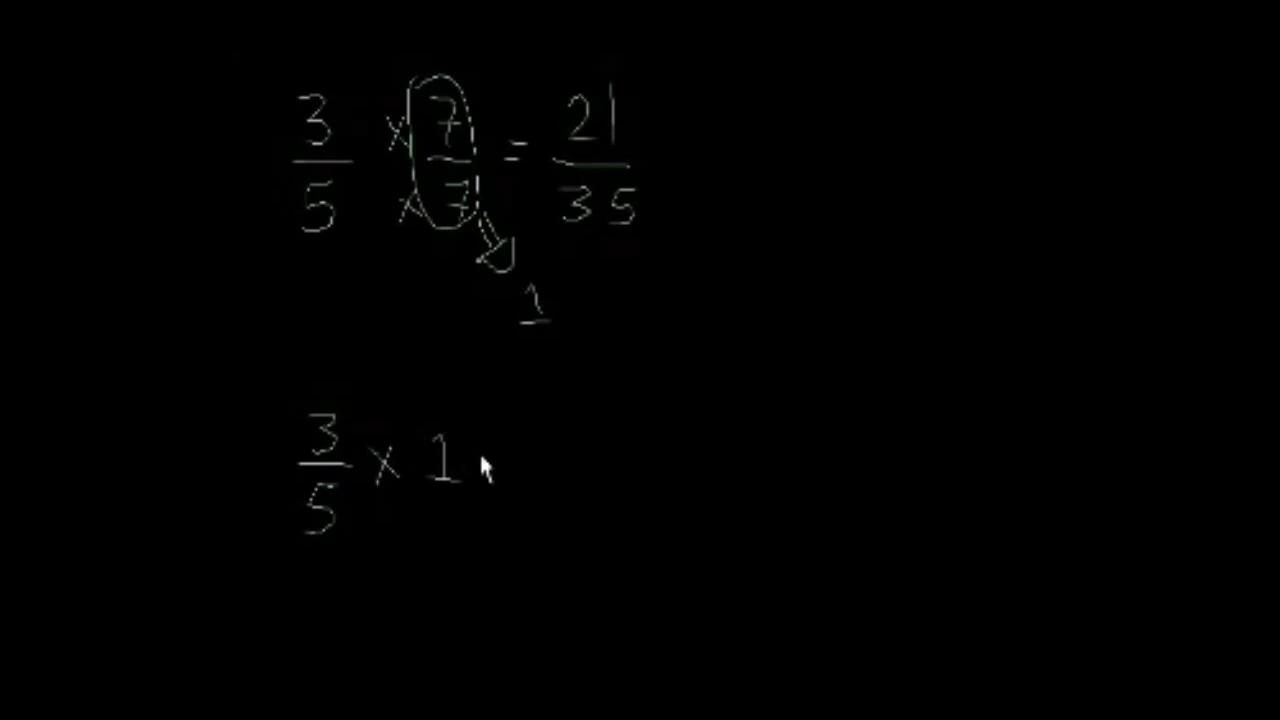 3/5 × 7/× 7 = 21/35
1
3/5 × 1